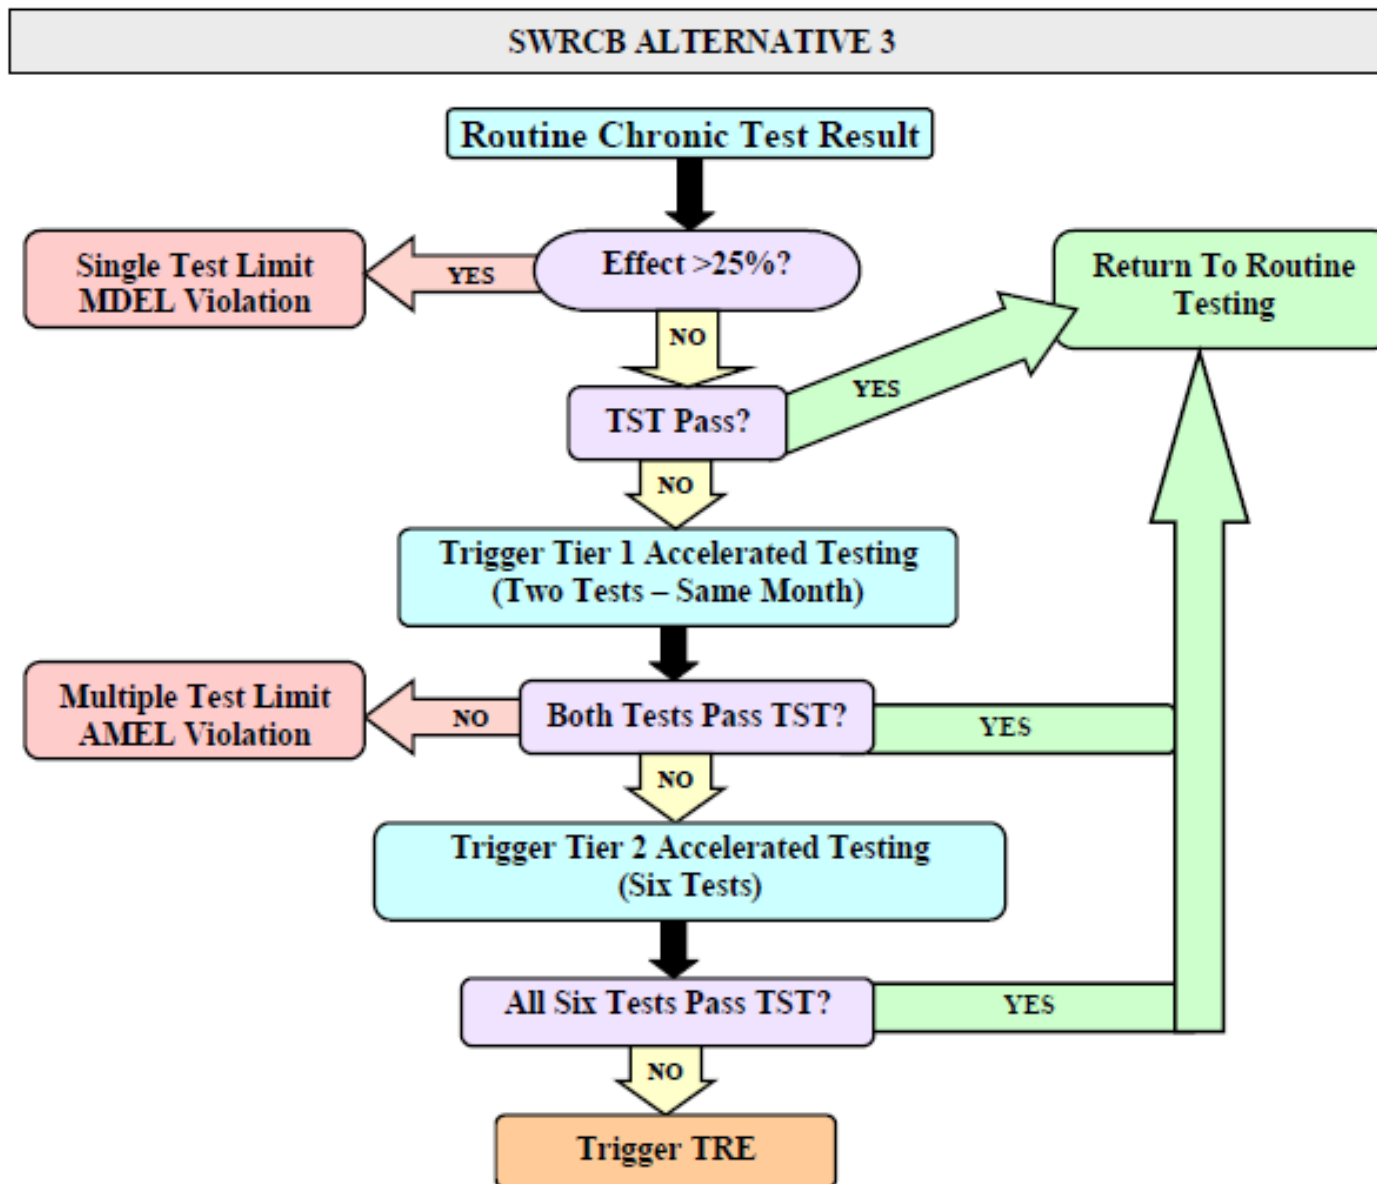 SWRCB ALTERNATIVE 3
Routine Chronic Test Result
Effect >25%?
YES
Single Test Limit
MDEL Violation
NO
Return To Routine
Testing
TST Pass?
YES
NO
Trigger Tier 1 Accelerated Testing
(Two Tests – Same Month)
Both Tests Pass TST?
NO
Multiple Test Limit
AMEL Violation
YES
NO
Trigger Tier 2 Accelerated Testing
(Six Tests)
All Six Tests Pass TST?
YES
NO
Trigger TRE